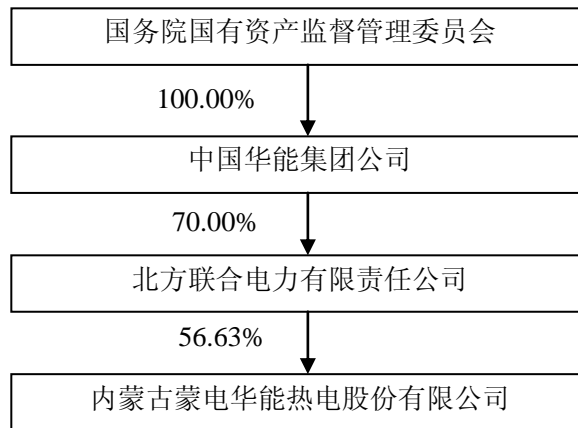 国务院国有资产监督管理委员会
100.00%
中国华能集团公司
70.00%
北方联合电力有限责任公司
56.63%
内蒙古蒙电华能热电股份有限公司